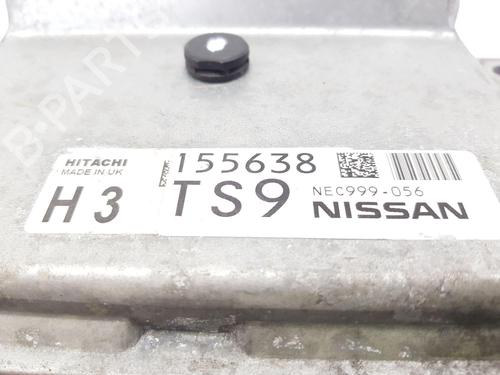 B-PARTS
HITACHI
MADE IN UK
H3
155638
TS9
NEC999-056
NISSAN